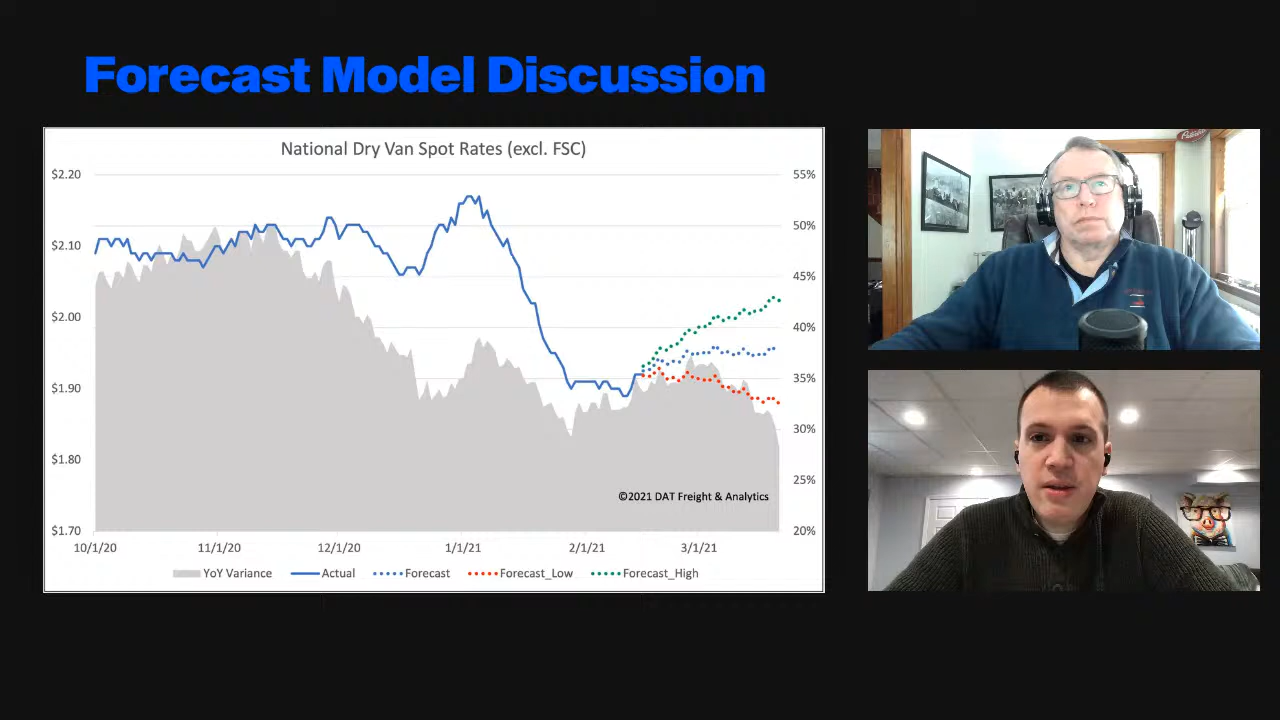 Forecast Model Discussion
National Dry Van Spot Rates (excl. FSC)
$2.20
$2.10
$2.00
$1.90
$1.80
$1.70
55%
50%
45%
40%
35%
30%
25%
20%
©2021 DAT Freight & Analytics
10/1/20 11/1/20 12/1/20 1/1/21 2/1/21 3/1/21
YoY Variance Actual Forecast Forecast_Low Forecast_High